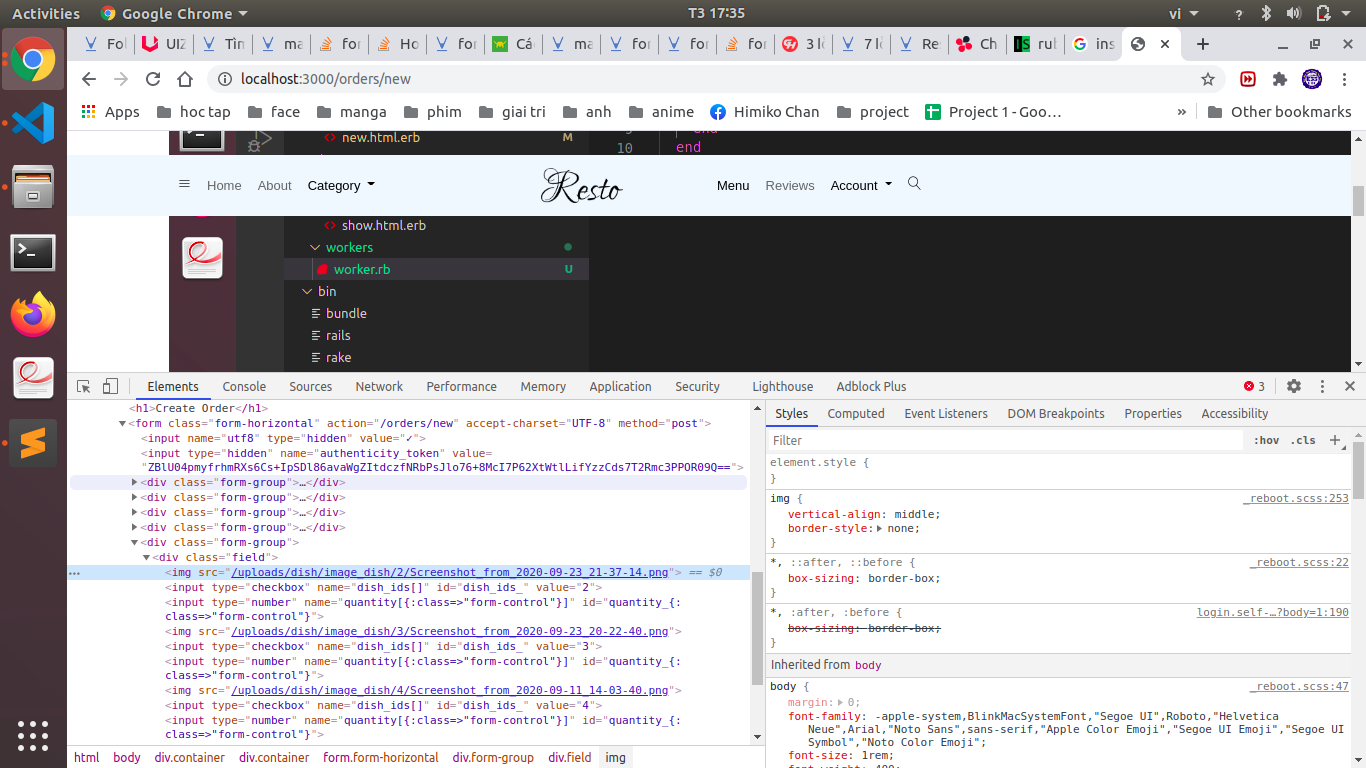 Activities
Google Chrome
T3 17:35
vi
?
Fo
UIZ
Tìn
ma
for
Ho
for
Cá
ma
for
for
for
3 lỏ
7 lỏ
Re
Ch
rub
ins
localhost:3000/orders/new
Apps
hoc tap
face
manga
phim
giai tri
anh
anime
Himiko Chan
project
Project 1 - Goo...
»
Other bookmarks
new.html.erb
M
10
end
Home
About
Category
Resto
Menu
Reviews
Account
show.html.erb
workers
worker.rb
U
bin
bundle
rails
rake
Elements
Console
Sources
Network
Performance
Memory
Application
Security
Lighthouse
Adblock Plus
3
<h1>Create Order</h1>
<form class="form-horizontal" action="/orders/new" accept-charset="UTF-8" method="post">
<input name="utf8" type="hidden" value="✓">
<input type="hidden" name="authenticity_token" value=
"ZBlU04pmyfrhmRXs6Cs+IpSDl86avaWgZItdczfNRbPsJlo76+8McI7P62XtWtlLifYzzCds7T2Rmc3PPOR09Q==">
<div class="form-group">…</div>
<div class="form-group">…</div>
<div class="form-group">…</div>
<div class="form-group">…</div>
<div class="form-group">
<div class="field">
<img src="/uploads/dish/image_dish/2/Screenshot_from_2020-09-23_21-37-14.png"> == $0
<input type="checkbox" name="dish_ids[]" id="dish_ids_" value="2">
<input type="number" name="quantity[{:class=>"form-control"}]" id="quantity_{:
class=>"form-control"}">
<img src="/uploads/dish/image_dish/3/Screenshot_from_2020-09-23_20-22-40.png">
<input type="checkbox" name="dish_ids[]" id="dish_ids_" value="3">
<input type="number" name="quantity[{:class=>"form-control"}]" id="quantity_{:
class=>"form-control"}">
<img src="/uploads/dish/image_dish/4/Screenshot_from_2020-09-11_14-03-40.png">
<input type="checkbox" name="dish_ids[]" id="dish_ids_" value="4">
<input type="number" name="quantity[{:class=>"form-control"}]" id="quantity_{:
class=>"form-control"}">
html
body
div.container
div.container
form.form-horizontal
div.form-group
div.field
img
Styles
Computed
Event Listeners
DOM Breakpoints
Properties
Accessibility
Filter
:hov
.cls
+
element.style {
}
img {
_reboot.scss:253
vertical-align: middle;
border-style: none;
}
*, ::after, ::before {
_reboot.scss:22
box-sizing: border-box;
}
*, :after, :before {
login.self-…?body=1:190
box-sizing: border-box;
}
Inherited from body
body {
_reboot.scss:47
margin: 0;
font-family: -apple-system,BlinkMacSystemFont,"Segoe UI",Roboto,"Helvetica
Neue",Arial,"Noto Sans",sans-serif,"Apple Color Emoji","Segoe UI Emoji","Segoe UI
Symbol","Noto Color Emoji";
font-size: 1rem;